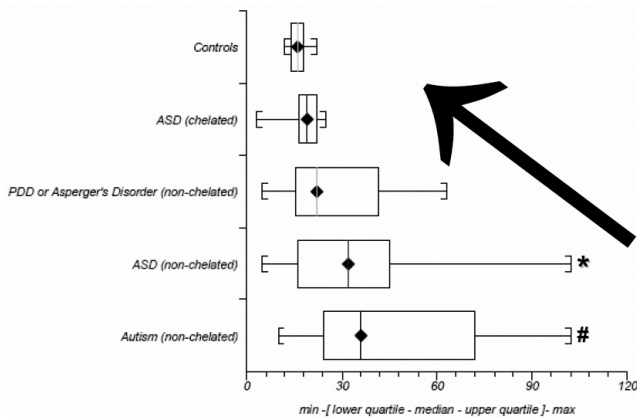 Controls
ASD (chelated)
PDD or Asperger's Disorder (non-chelated)
ASD (non-chelated)
*
Autism (non-chelated)
#
0 30 60 90 120
min -[ lower quartile - median - upper quartile ]- max